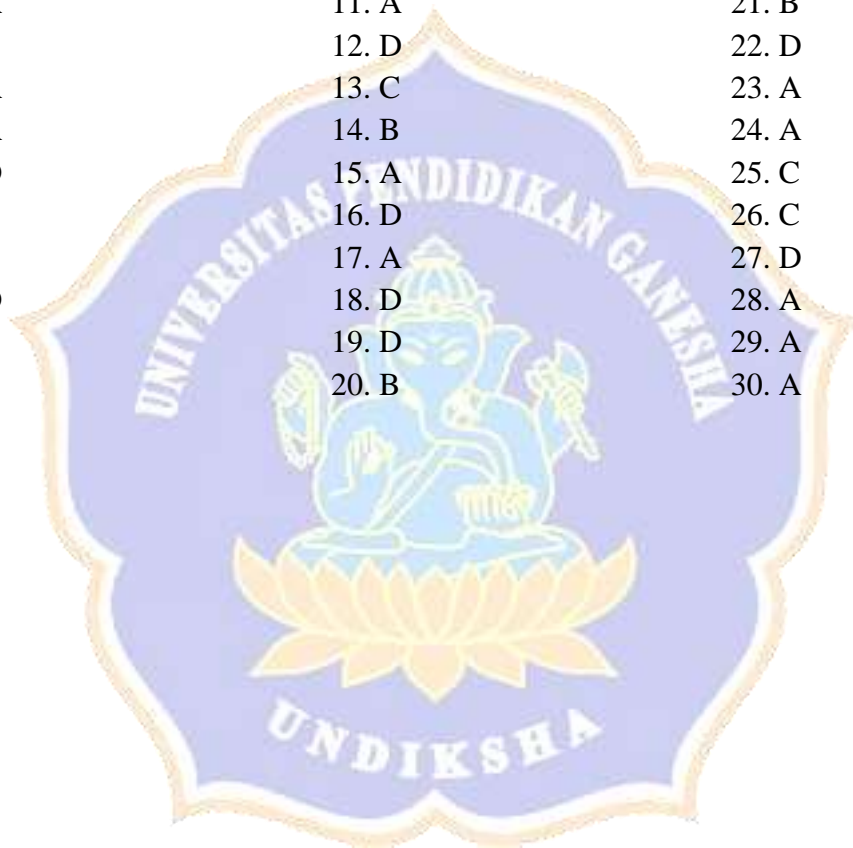 11. A
12. D
13. C
14. B
15. A
16. D
17. A
18. D
19. D
20. B
21. B
22. D
23. A
24. A
25. C
26. C
27. D
28. A
29. A
30. A
UNIVERSITAS PENDIDIKAN GANESHA
UNDIKSHA